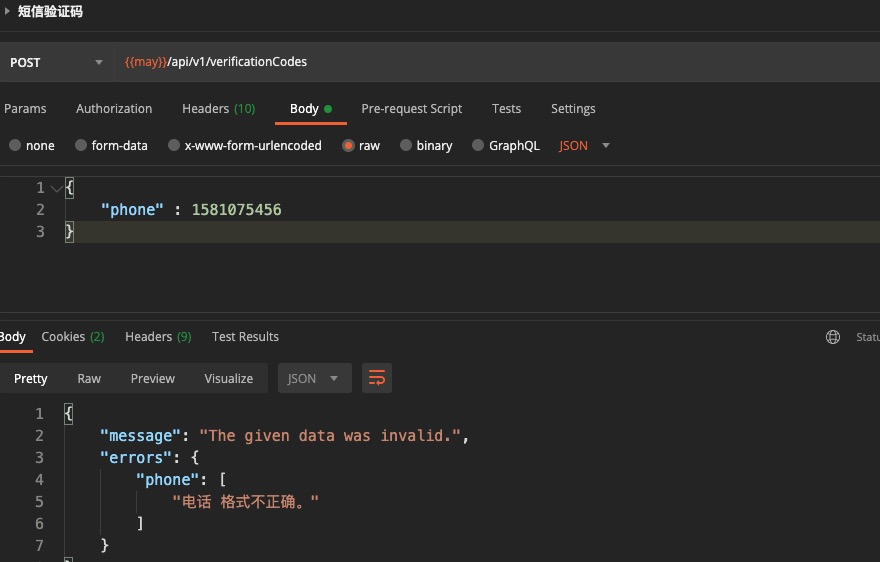 短信验证码
POST {{may}}/api/v1/verificationCodes
Params Authorization Headers (10) Body Pre-request Script Tests Settings
none form-data x-www-form-urlencoded raw binary GraphQL JSON
1 {
2 "phone" : 1581075456
3 }
Body Cookies (2) Headers (9) Test Results Statu
Pretty Raw Preview Visualize JSON
1 {
2 "message": "The given data was invalid.",
3 "errors": {
4 "phone": [
5 "电话 格式不正确。"
6 ]
7 }